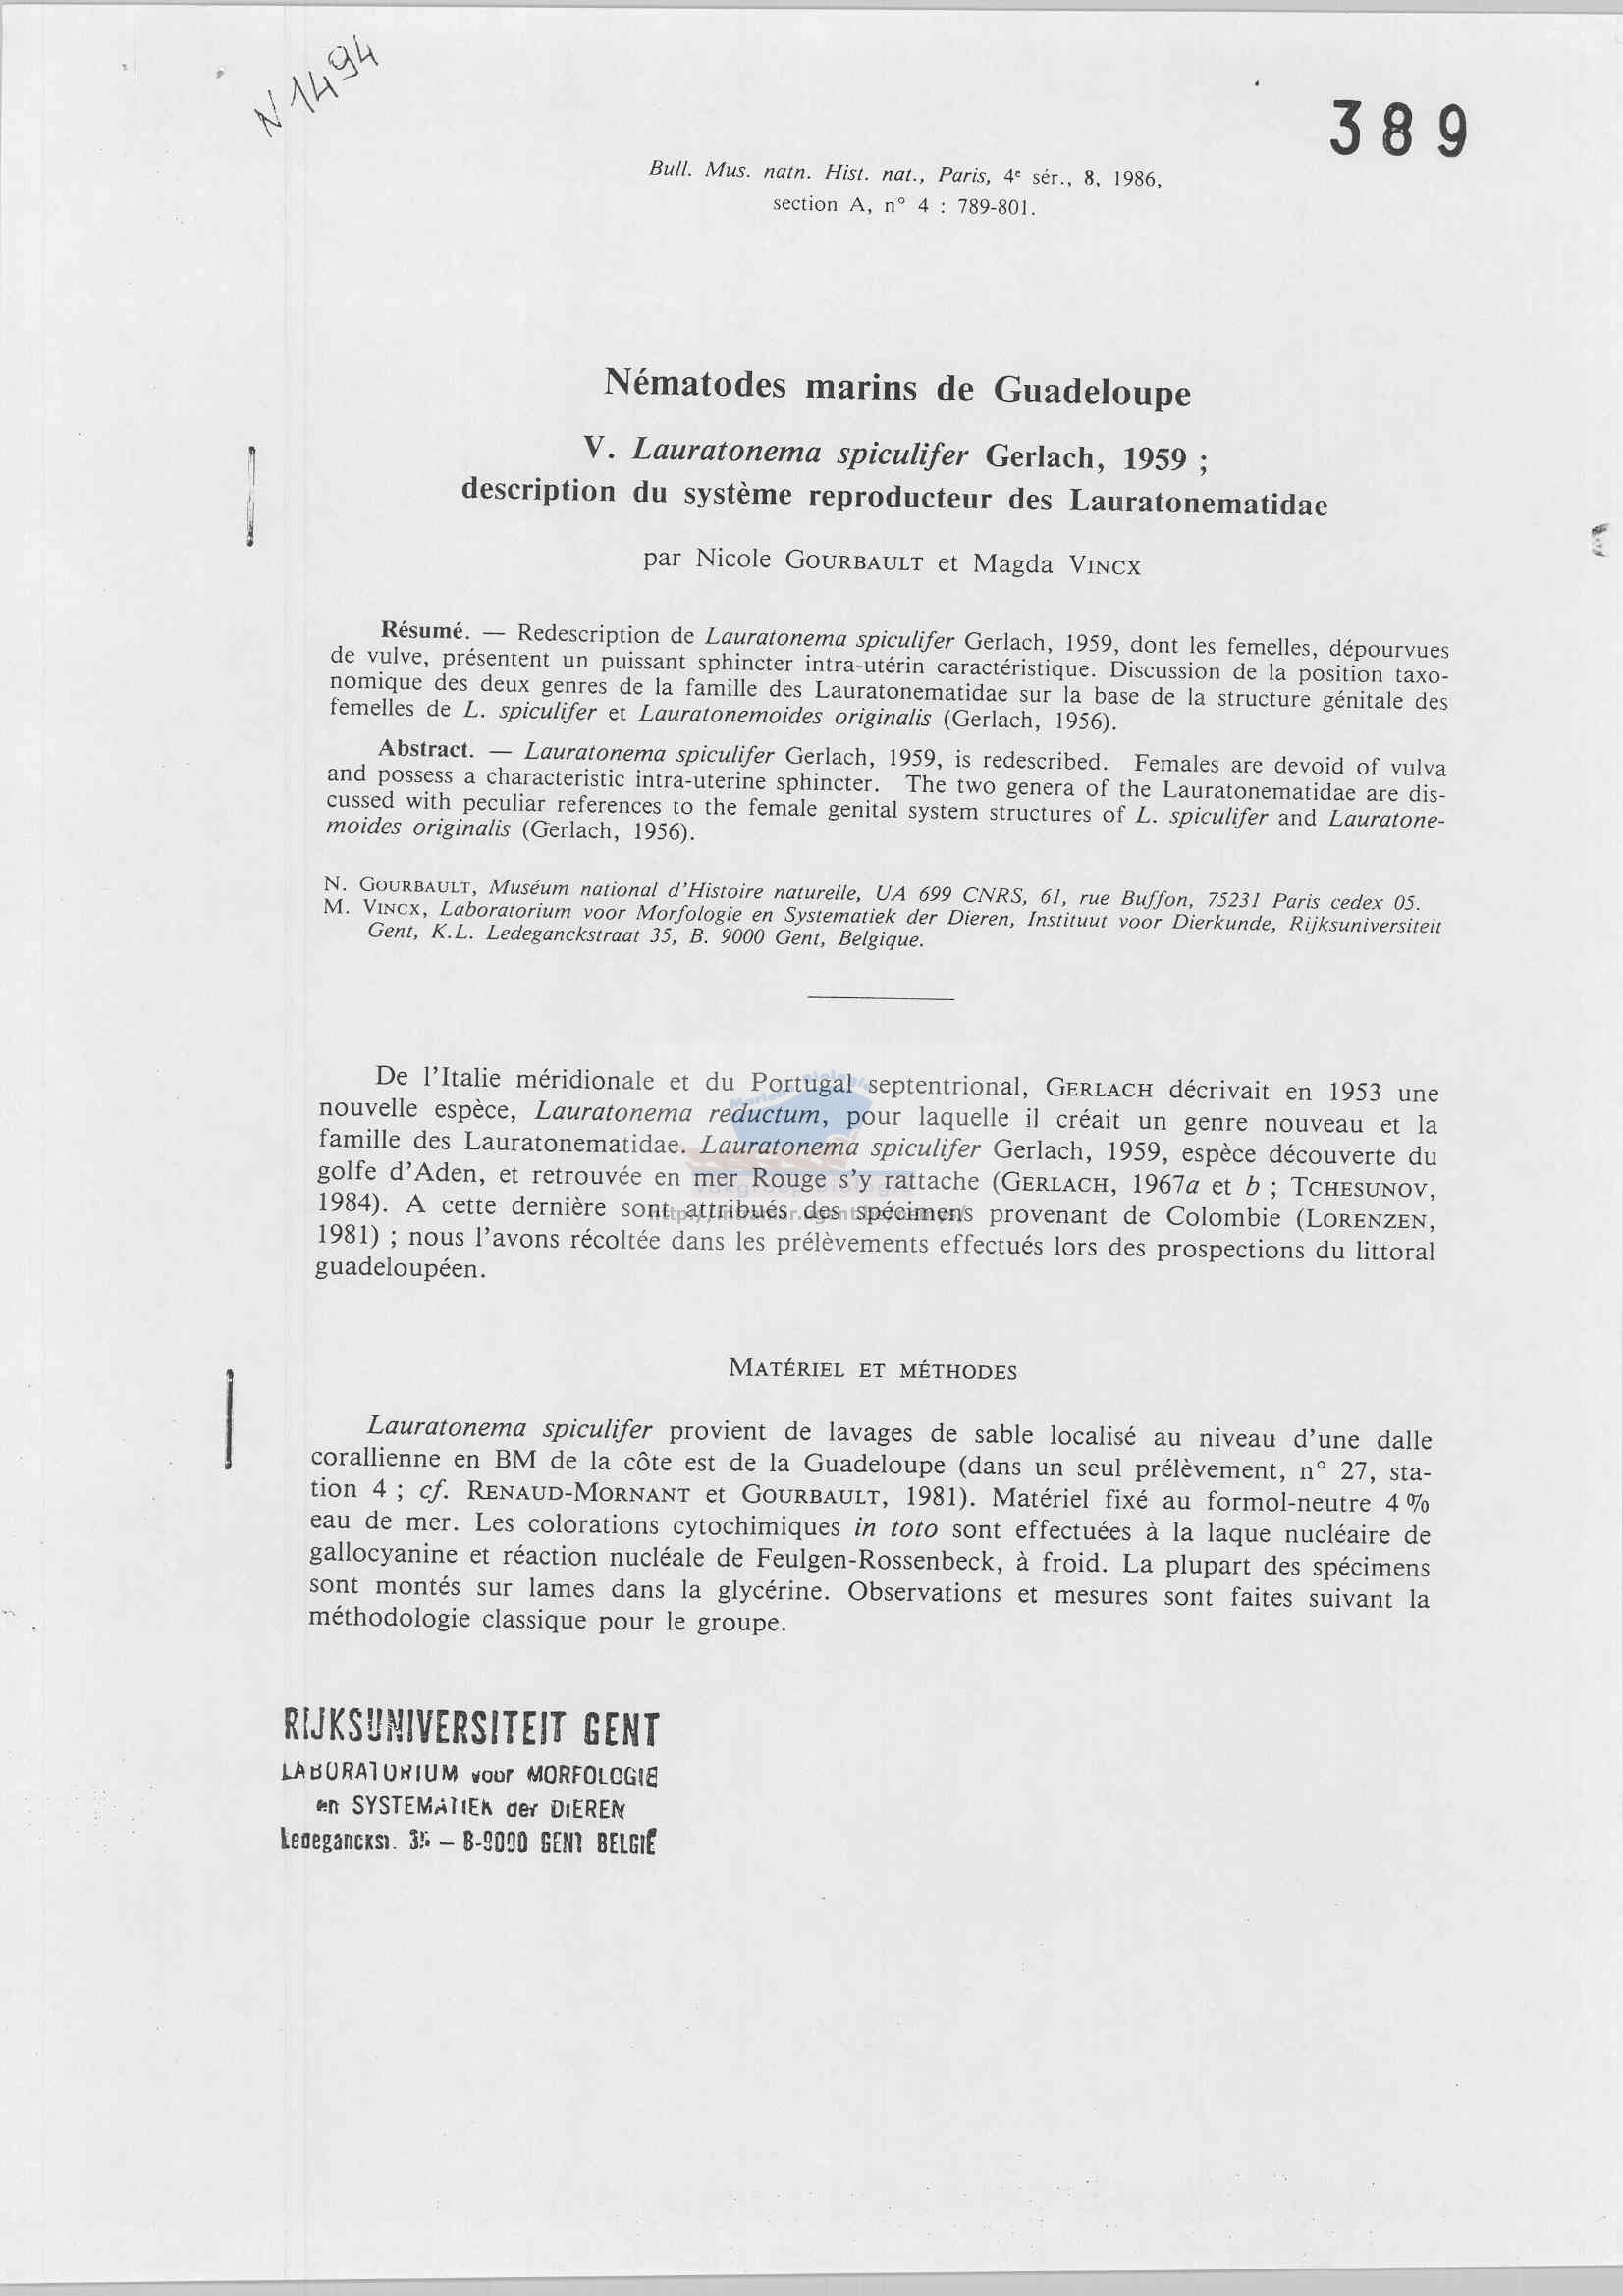 N 1494
389
Bull. Mus. natn. Hist. nat., Paris, 4e sér., 8, 1986,
section A, n° 4 : 789-801.
Nématodes marins de Guadeloupe
V. Lauratonema spiculifer Gerlach, 1959 ;
description du système reproducteur des Lauratonematidae
par Nicole GOURBAULT et Magda VINCX
Résumé. — Redescription de Lauratonema spiculifer Gerlach, 1959, dont les femelles, dépourvues
de vulve, présentent un puissant sphincter intra-utérin caractéristique. Discussion de la position taxo-
nomique des deux genres de la famille des Lauratonematidae sur la base de la structure génitale des
femelles de L. spiculifer et Lauratonemoides originalis (Gerlach, 1956).
Abstract. — Lauratonema spiculifer Gerlach, 1959, is redescribed. Females are devoid of vulva
and possess a characteristic intra-uterine sphincter. The two genera of the Lauratonematidae are dis-
cussed with peculiar references to the female genital system structures of L. spiculifer and Lauratone-
moides originalis (Gerlach, 1956).
N. GOURBAULT, Muséum national d'Histoire naturelle, UA 699 CNRS, 61, rue Buffon, 75231 Paris cedex 05.
M. VINCX, Laboratorium voor Morfologie en Systematiek der Dieren, Instituut voor Dierkunde, Rijksuniversiteit
Gent, K.L. Ledeganckstraat 35, B. 9000 Gent, Belgique.
De l'Italie méridionale et du Portugal septentrional, GERLACH décrivait en 1953 une
nouvelle espèce, Lauratonema reductum, pour laquelle il créait un genre nouveau et la
famille des Lauratonematidae. Lauratonema spiculifer Gerlach, 1959, espèce découverte du
golfe d'Aden, et retrouvée en mer Rouge s'y rattache (GERLACH, 1967a et b ; TCHESUNOV,
1984). A cette dernière sont attribués des spécimens provenant de Colombie (LORENZEN,
1981) ; nous l'avons récoltée dans les prélèvements effectués lors des prospections du littoral
guadeloupéen.
MATÉRIEL ET MÉTHODES
Lauratonema spiculifer provient de lavages de sable localisé au niveau d'une dalle
corallienne en BM de la côte est de la Guadeloupe (dans un seul prélèvement, n° 27, sta-
tion 4 ; cf. RENAUD-MORNANT et GOURBAULT, 1981). Matériel fixé au formol-neutre 4 %
eau de mer. Les colorations cytochimiques in toto sont effectuées à la laque nucléaire de
gallocyanine et réaction nucléale de Feulgen-Rossenbeck, à froid. La plupart des spécimens
sont montés sur lames dans la glycérine. Observations et mesures sont faites suivant la
méthodologie classique pour le groupe.
RIJKSUNIVERSITEIT GENT
LABORATORIUM voor MORFOLOGIE
en SYSTEMATIEK der DIEREN
Ledeganckst. 35 – B-9000 GENT BELGIË